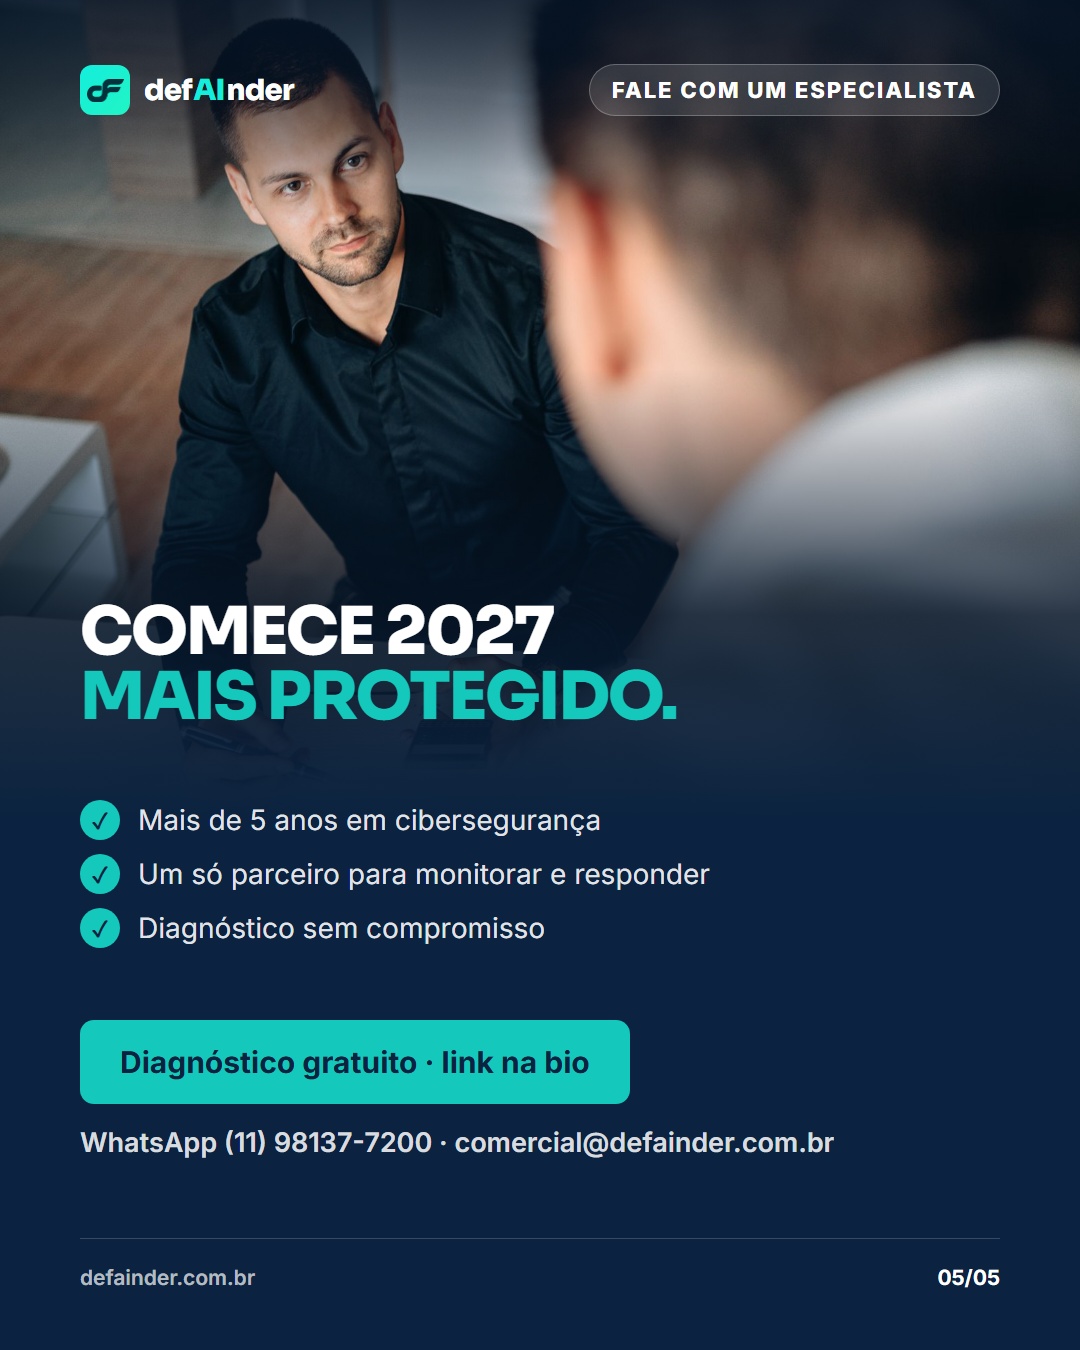 defAInder
FALE COM UM ESPECIALISTA
COMECE 2027
MAIS PROTEGIDO.
Mais de 5 anos em cibersegurança
Um só parceiro para monitorar e responder
Diagnóstico sem compromisso
Diagnóstico gratuito · link na bio
WhatsApp (11) 98137-7200 · comercial@defainder.com.br
defainder.com.br
05/05